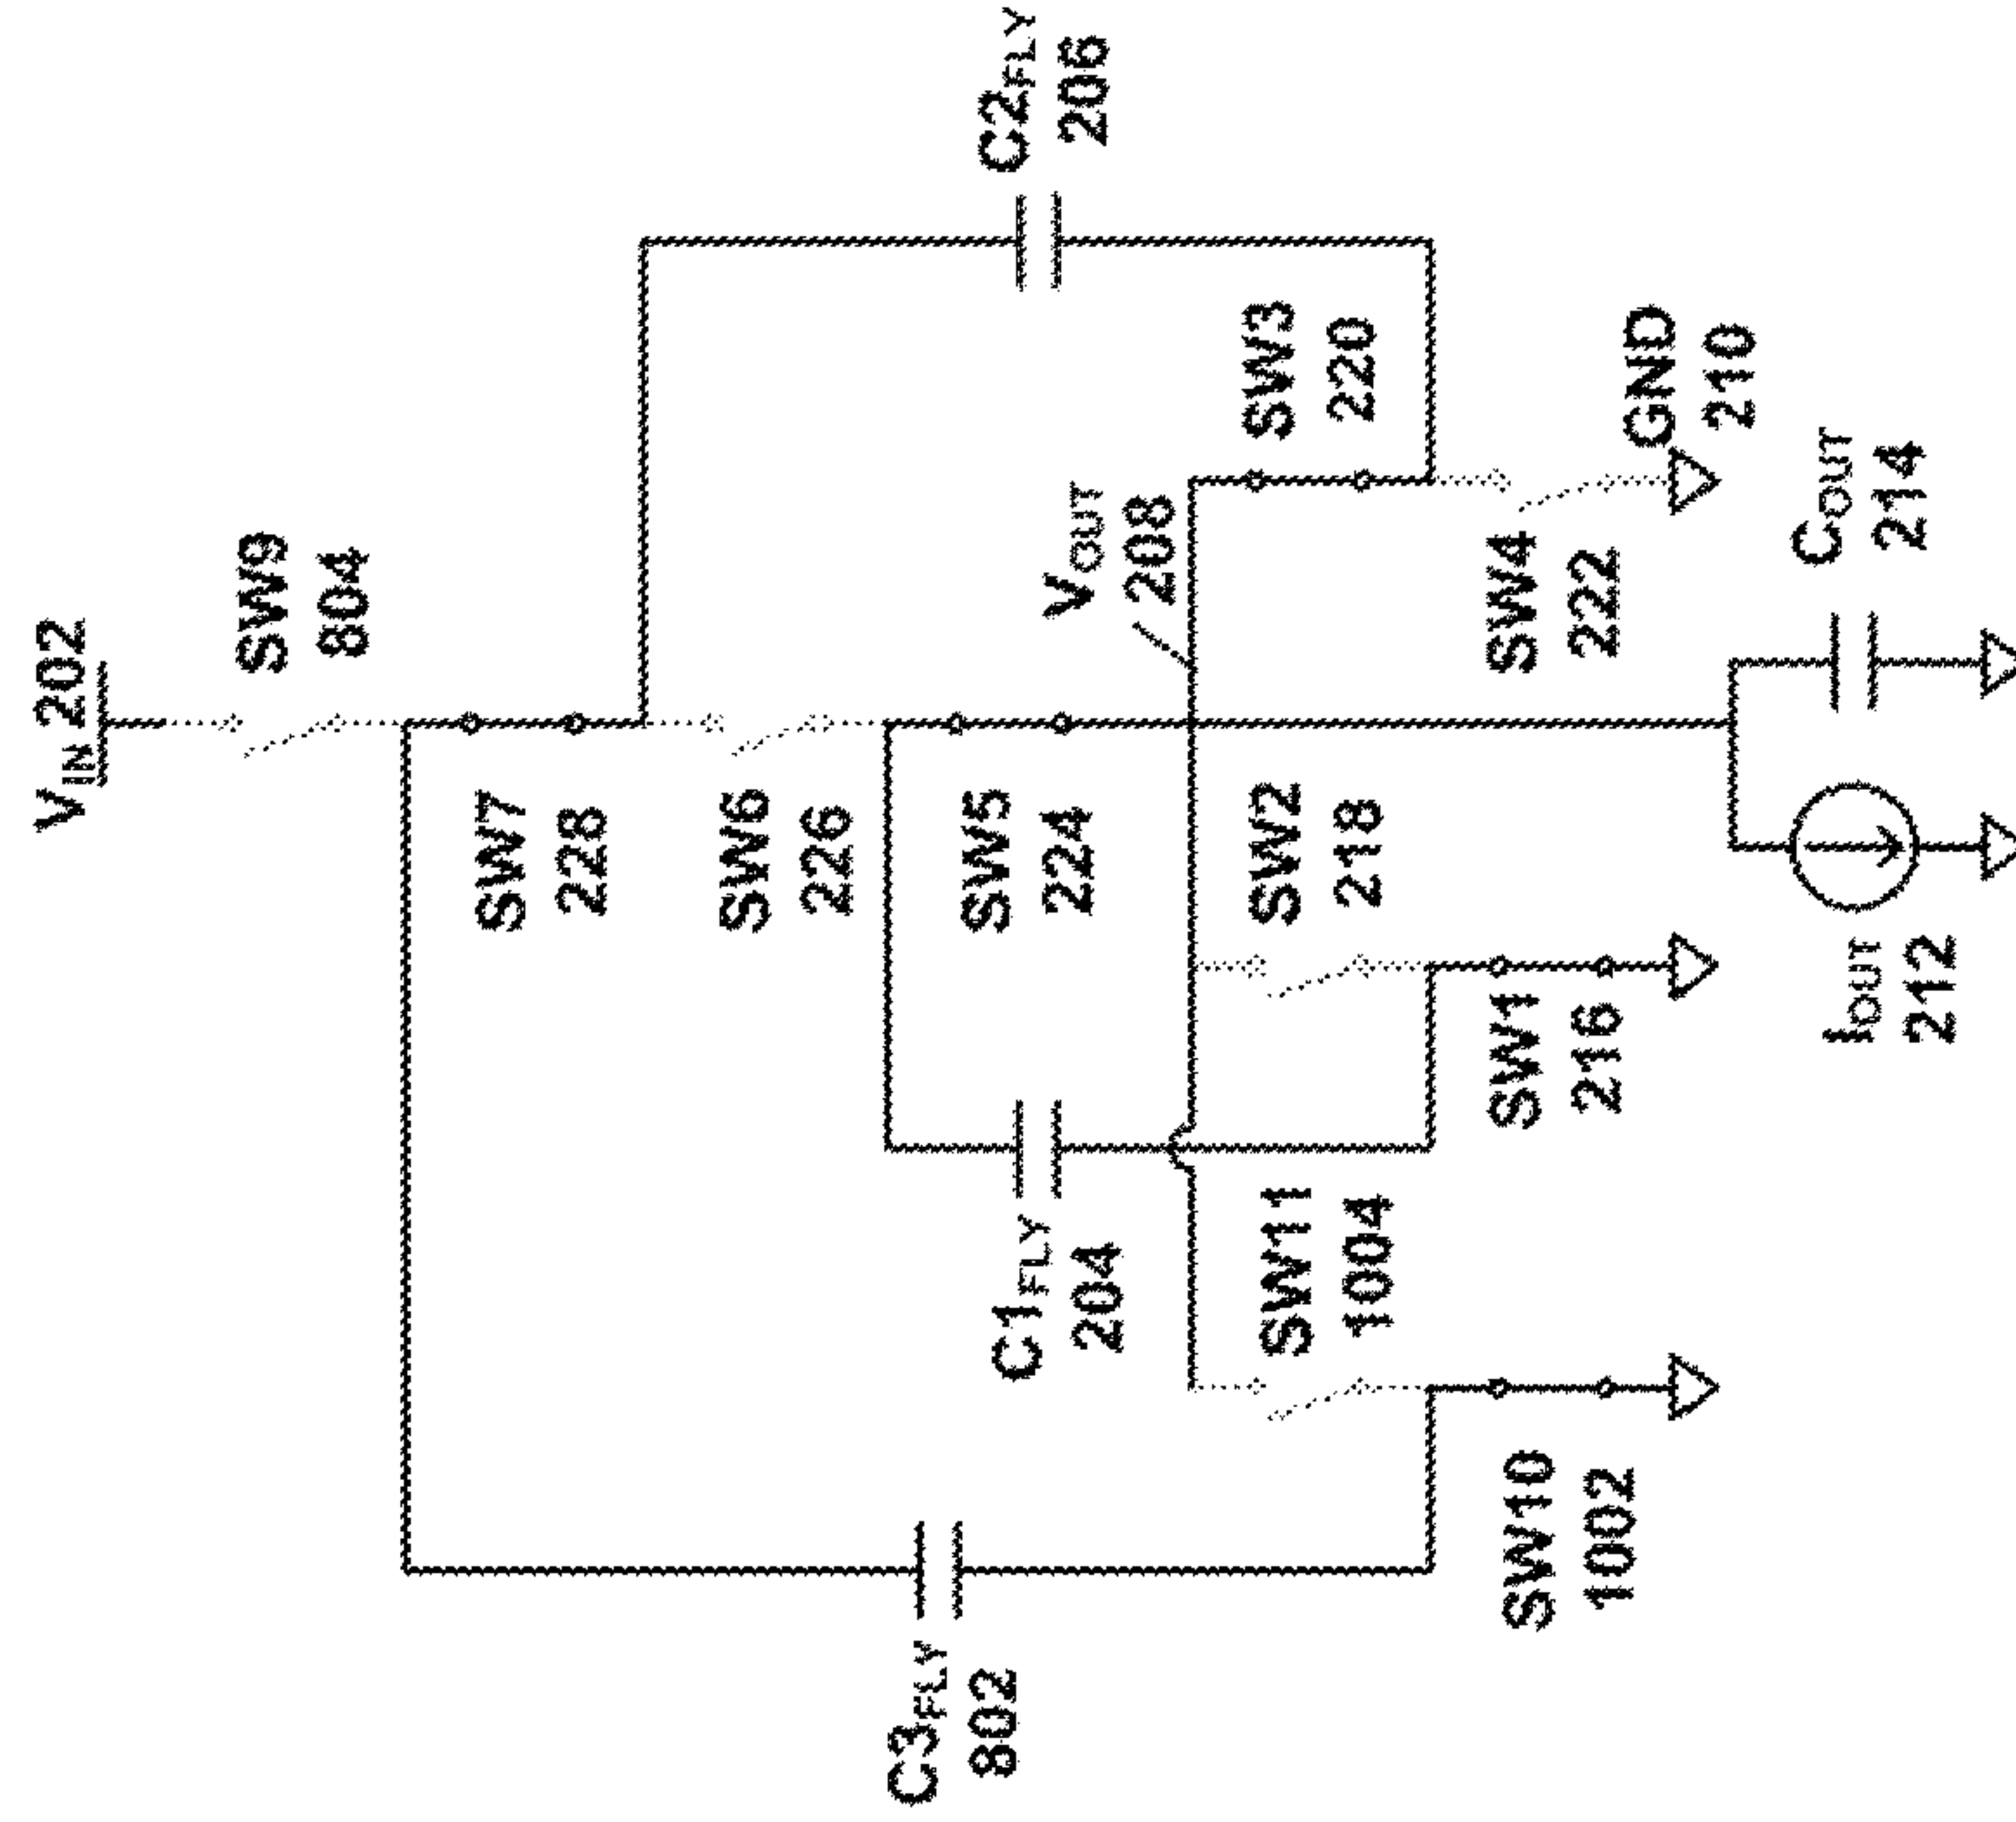 V_IN 202
SW9
804
C2_FLY
206
SW7
228
SW6
226
SW5
224
V_OUT
208
SW3
220
C1_FLY
204
SW2
218
C3_FLY
802
SW11
1004
SW4
222
GND
210
SW1
216
SW10
1002
C_OUT
214
I_OUT
212